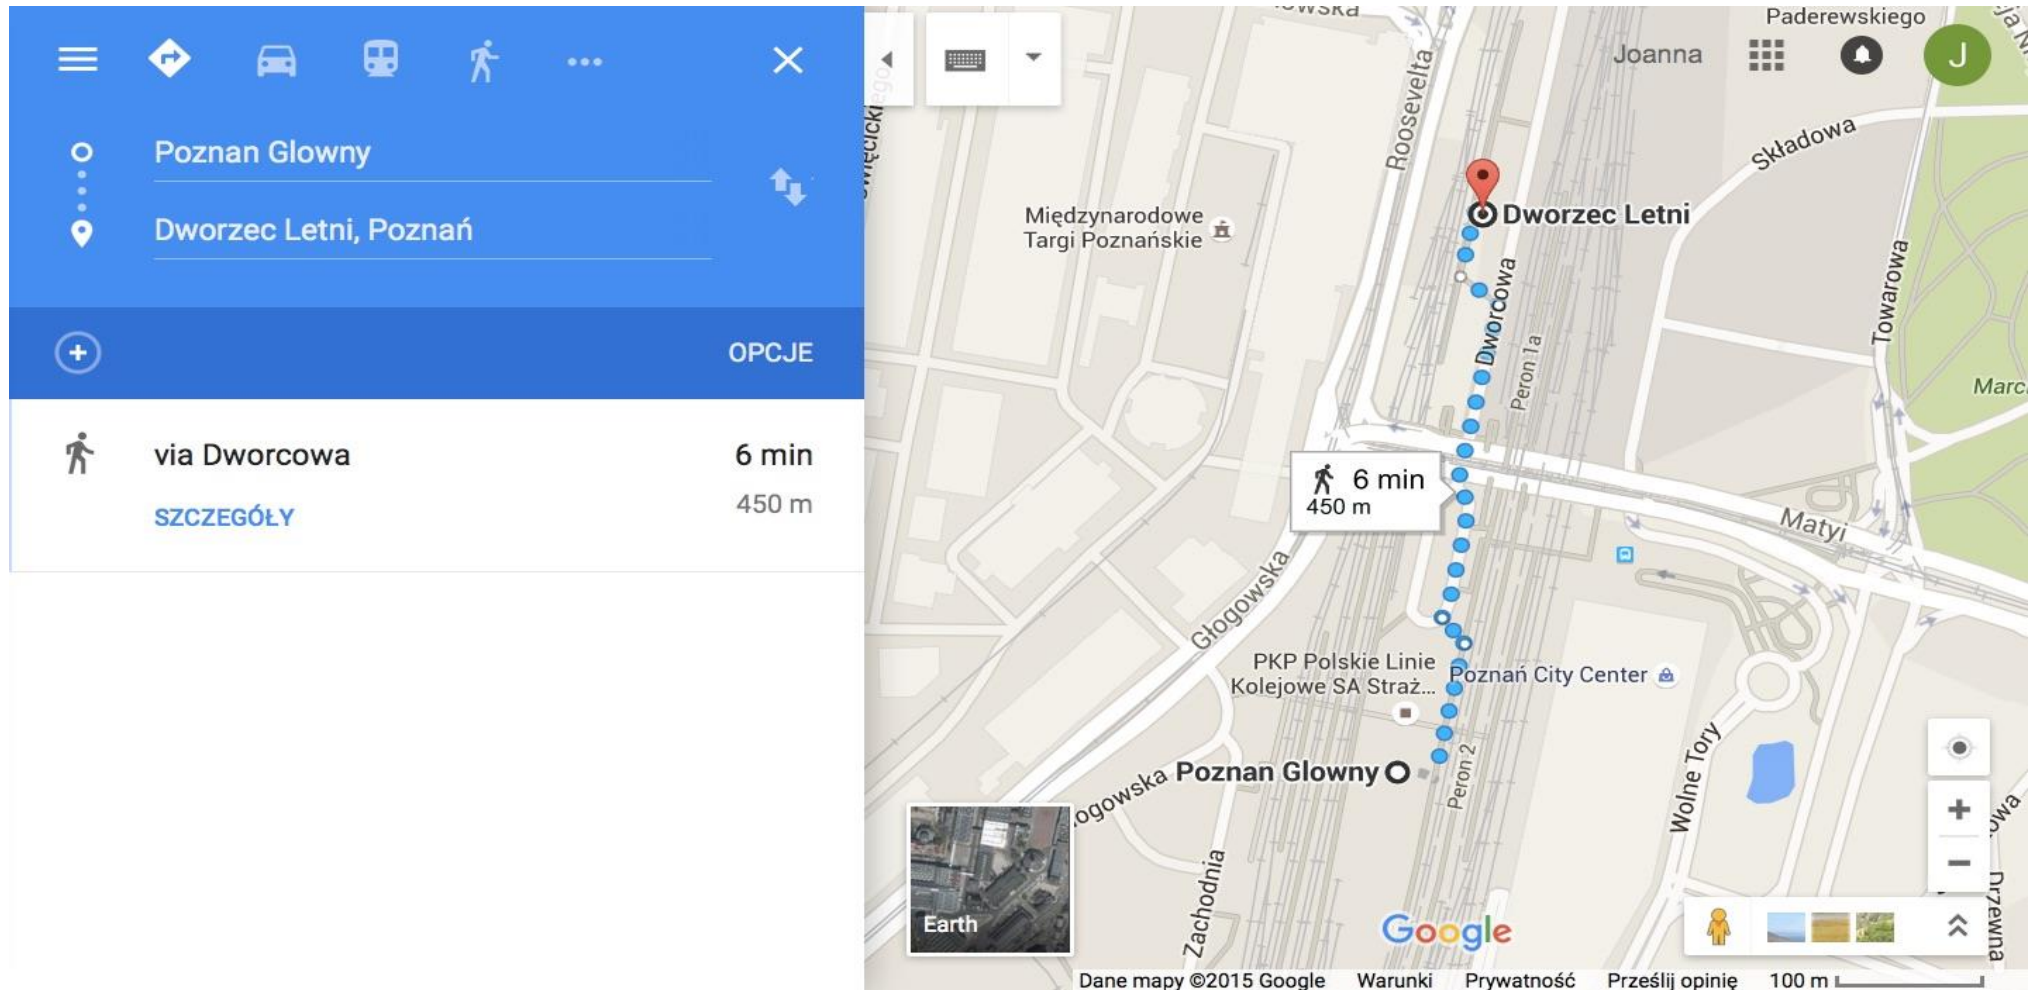 Poznan Glowny
Dworzec Letni, Poznań
OPCJE
via Dworcowa
6 min
SZCZEGÓŁY
450 m
Paderewskiego
Joanna
J
Roosevelta
Składowa
Międzynarodowe
Targi Poznańskie
Dworzec Letni
Towarowa
Dworcowa
Peron 1a
6 min
450 m
Matyi
Głogowska
PKP Polskie Linie
Kolejowe SA Straż...
Poznań City Center
Poznan Glowny
Peron 2
Wolne Tory
Zachodnia
Drzewna
Earth
Google
Dane mapy ©2015 Google Warunki Prywatność Prześlij opinię 100 m